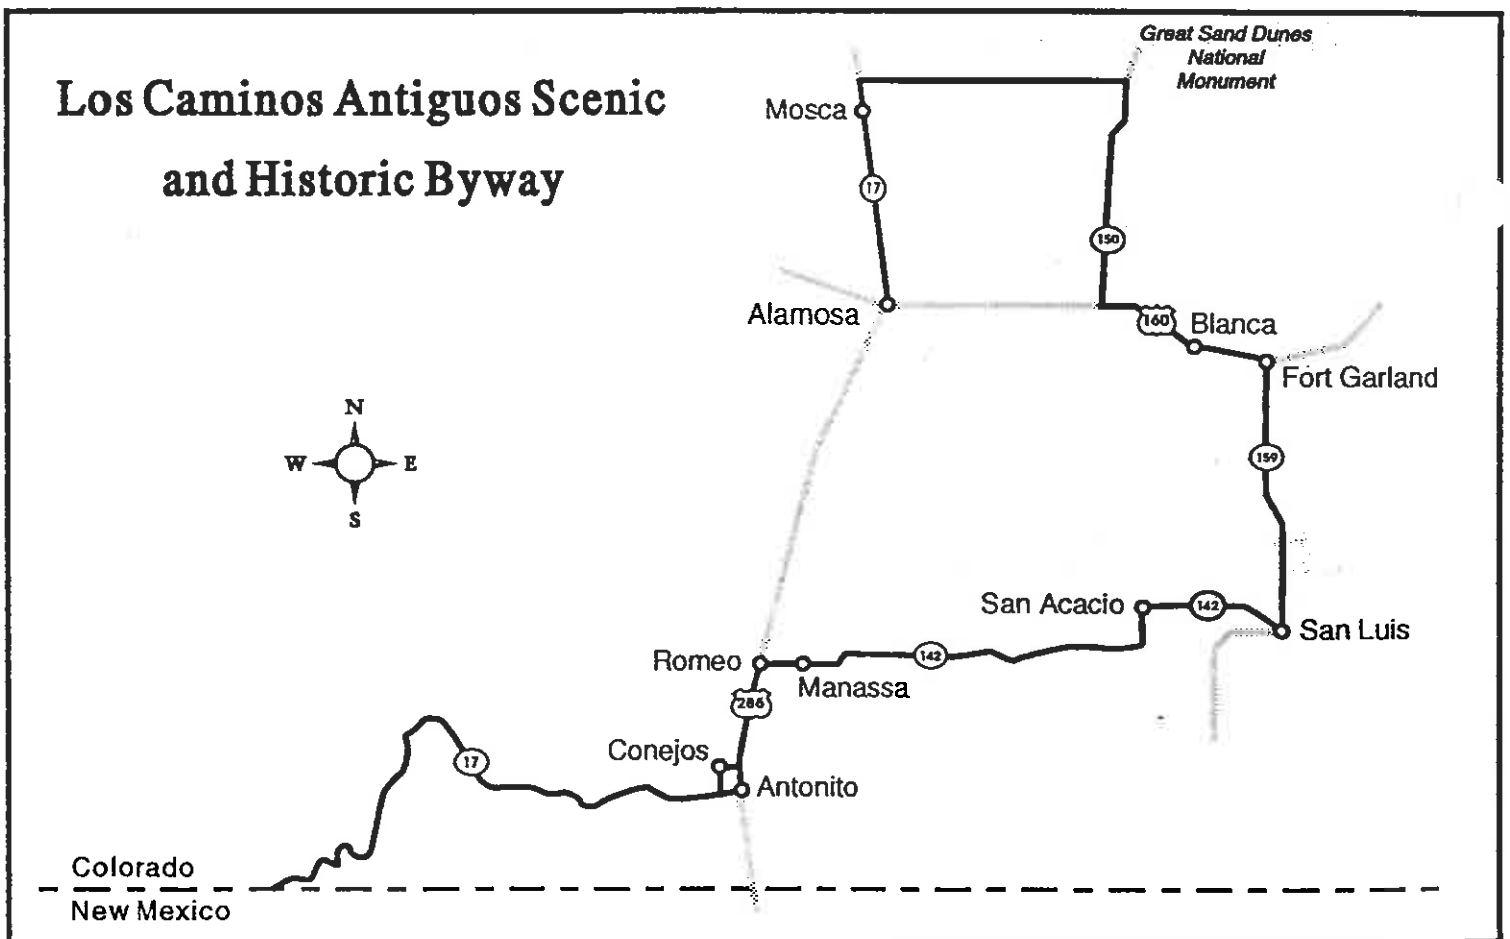 Great Sand Dunes
National
Monument
Los Caminos Antiguos Scenic
and Historic Byway
Mosca
17
150
Alamosa
160
Blanca
Fort Garland
N
W E
S
159
San Acacio
142
San Luis
Romeo
142
Manassa
286
Conejos
17
Antonito
Colorado
New Mexico